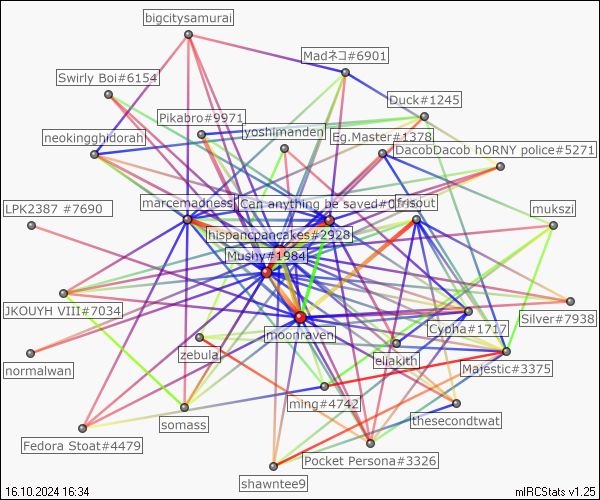 bigcitysamurai
Madネコ#6901
Swirly Boi#6154
Duck#1245
Pikabro#9971
yoshimanden
Eg.Master#1378
neokingghidorah
DacobDacob hORNY police#5271
LPK2387 #7690
marcemadness
Can anything be saved#0
frisout
mukszi
hispancpancakes#2928
Mushy#1984
JKOUYH VIII#7034
Silver#7938
Cypha#1717
moonraven
zebula
eliakith
normalwan
Majestic#3375
ming#4742
thesecondtwat
somass
Fedora Stoat#4479
Pocket Persona#3326
shawntee9
16.10.2024 16:34
mIRCStats v1.25